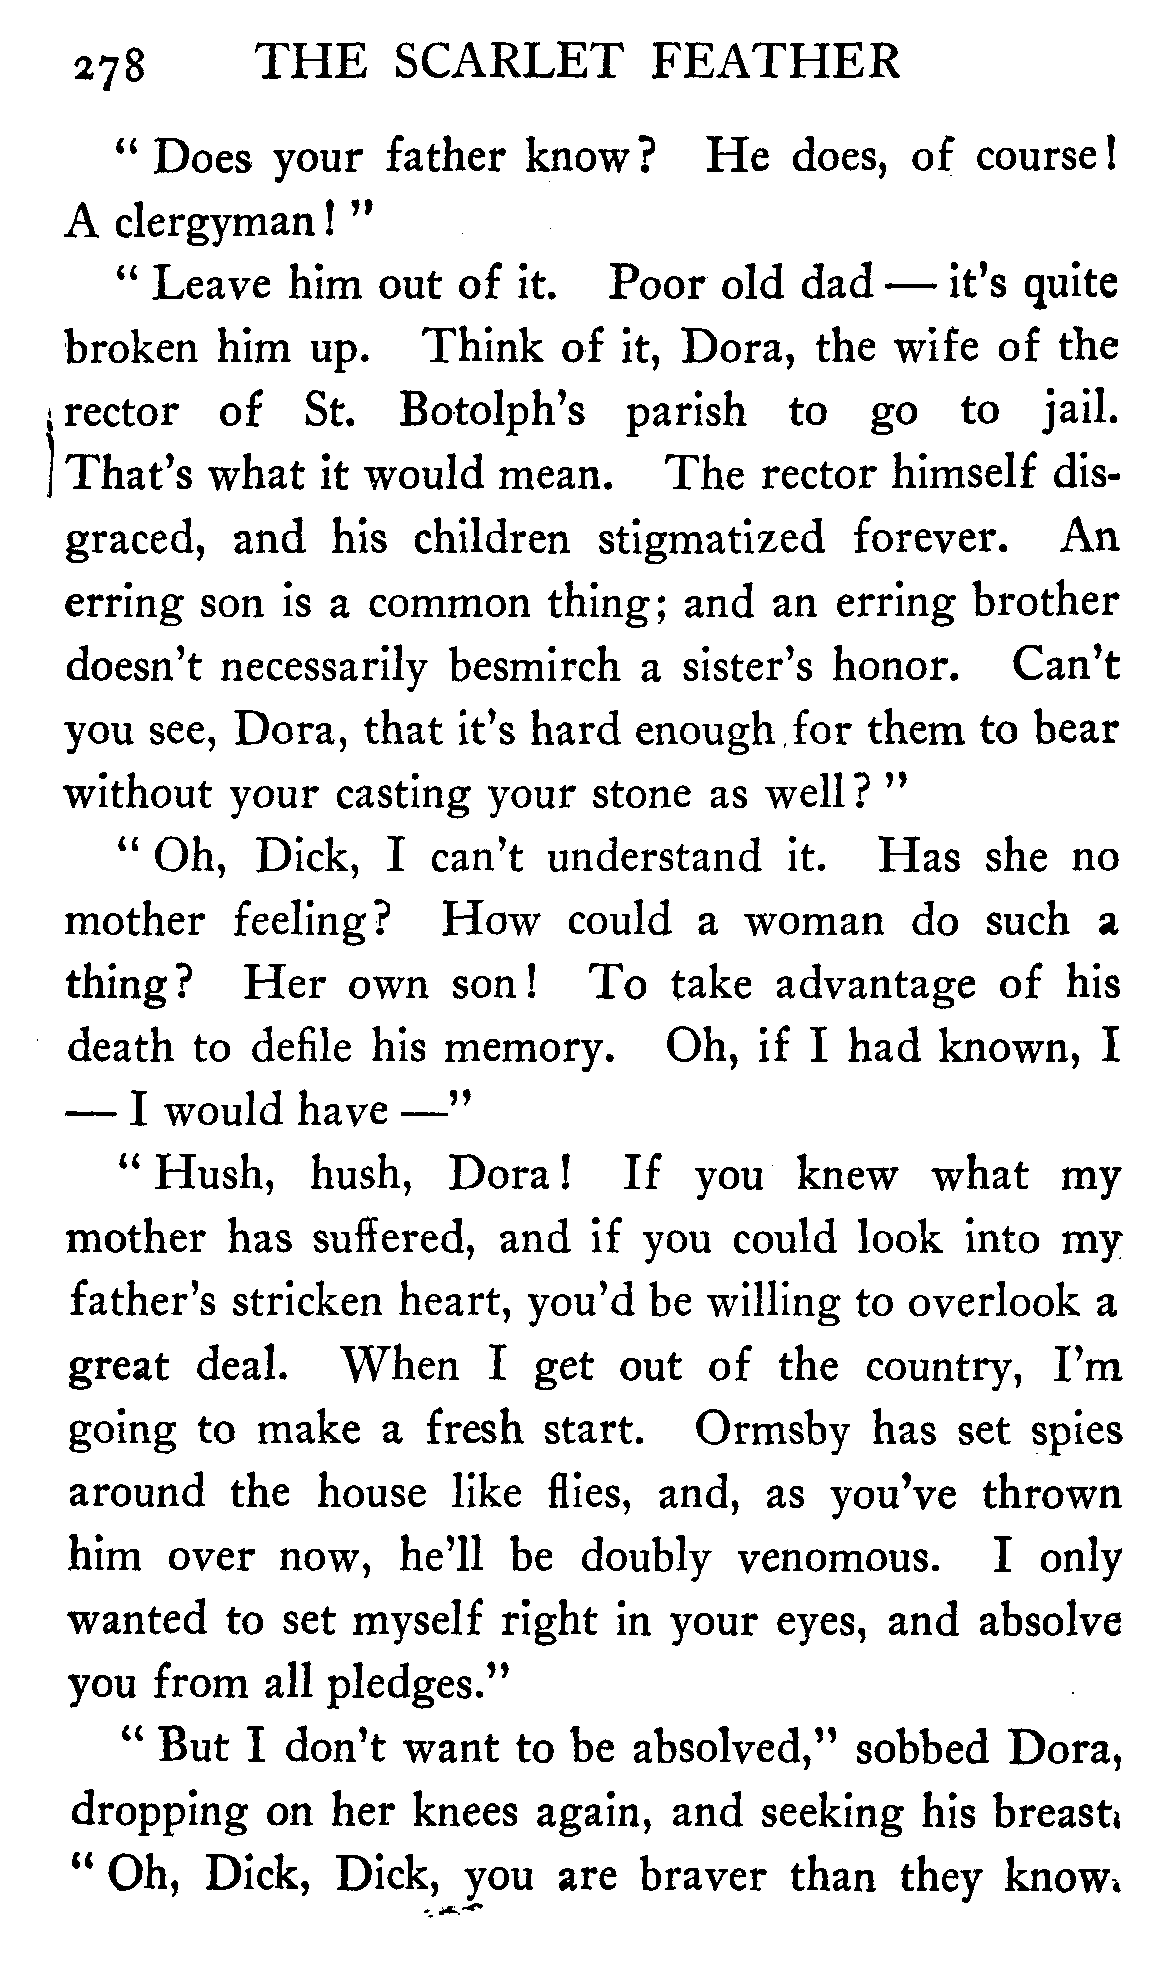 278 THE SCARLET FEATHER
“ Does your father know? He does, of course!
A clergyman! ”
“ Leave him out of it. Poor old dad — it’s quite
broken him up. Think of it, Dora, the wife of the
rector of St. Botolph’s parish to go to jail.
That’s what it would mean. The rector himself dis-
graced, and his children stigmatized forever. An
erring son is a common thing; and an erring brother
doesn’t necessarily besmirch a sister’s honor. Can’t
you see, Dora, that it’s hard enough for them to bear
without your casting your stone as well? ”
“ Oh, Dick, I can’t understand it. Has she no
mother feeling? How could a woman do such a
thing? Her own son! To take advantage of his
death to defile his memory. Oh, if I had known, I
— I would have —”
“ Hush, hush, Dora! If you knew what my
mother has suffered, and if you could look into my
father’s stricken heart, you’d be willing to overlook a
great deal. When I get out of the country, I’m
going to make a fresh start. Ormsby has set spies
around the house like flies, and, as you’ve thrown
him over now, he’ll be doubly venomous. I only
wanted to set myself right in your eyes, and absolve
you from all pledges.”
“ But I don’t want to be absolved,” sobbed Dora,
dropping on her knees again, and seeking his breast.
“ Oh, Dick, Dick, you are braver than they know.